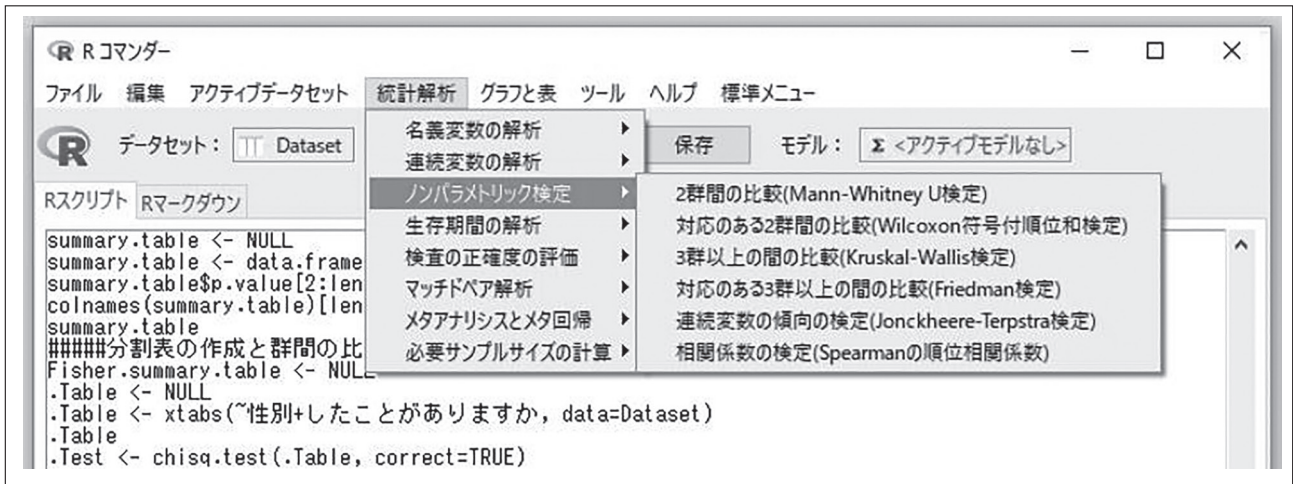 R Rコマンダー
ファイル 編集 アクティブデータセット 統計解析 グラフと表 ツール ヘルプ 標準メニュー
R データセット： Dataset 保存 モデル： Σ <アクティブモデルなし>
Rスクリプト Rマークダウン
名義変数の解析
連続変数の解析
ノンパラメトリック検定
生存期間の解析
検査の正確度の評価
マッチドペア解析
メタアナリシスとメタ回帰
必要サンプルサイズの計算
2群間の比較(Mann-Whitney U検定)
対応のある2群間の比較(Wilcoxon符号付順位和検定)
3群以上の間の比較(Kruskal-Wallis検定)
対応のある3群以上の間の比較(Friedman検定)
連続変数の傾向の検定(Jonckheere-Terpstra検定)
相関係数の検定(Spearmanの順位相関係数)
summary.table <- NULL
summary.table <- data.frame
summary.table$p.value[2:len
colnames(summary.table)[len
summary.table
#####分割表の作成と群間の比
Fisher.summary.table <- NULL
.Table <- NULL
.Table <- xtabs(~性別+したことがありますか, data=Dataset)
.Table
.Test <- chisq.test(.Table, correct=TRUE)